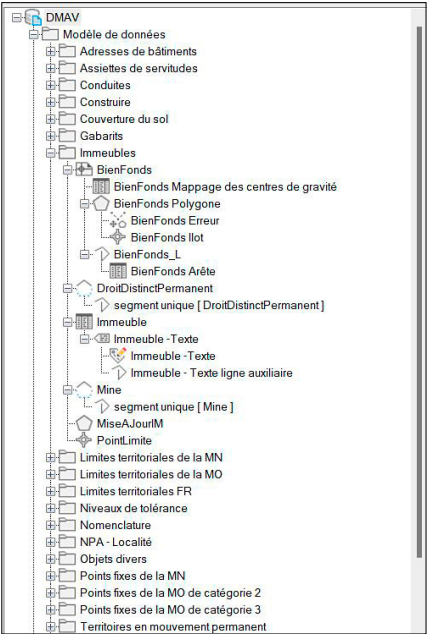 DMAV
Modèle de données
Adresses de bâtiments
Assiettes de servitudes
Conduites
Construire
Couverture du sol
Gabarits
Immeubles
BienFonds
BienFonds Mappage des centres de gravité
BienFonds Polygone
BienFonds Erreur
BienFonds Ilot
BienFonds_L
BienFonds Arête
DroitDistinctPermanent
segment unique [ DroitDistinctPermanent ]
Immeuble
Immeuble - Texte
Immeuble - Texte
Immeuble - Texte ligne auxiliaire
Mine
segment unique [ Mine ]
MiseAJourIM
PointLimite
Limites territoriales de la MN
Limites territoriales de la MO
Limites territoriales FR
Niveaux de tolérance
Nomenclature
NPA - Localité
Objets divers
Points fixes de la MN
Points fixes de la MO de catégorie 2
Points fixes de la MO de catégorie 3
Territoires en mouvement permanent